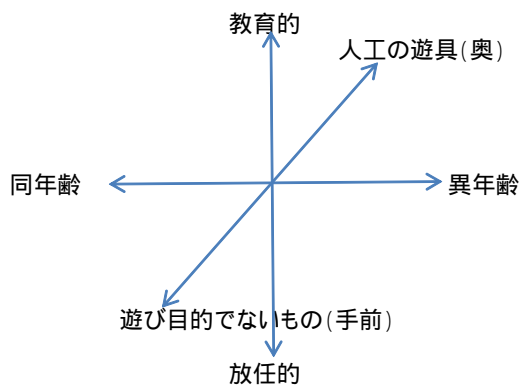 教育的
人工の遊具(奥)
同年齢
異年齢
遊び目的でないもの(手前)
放任的